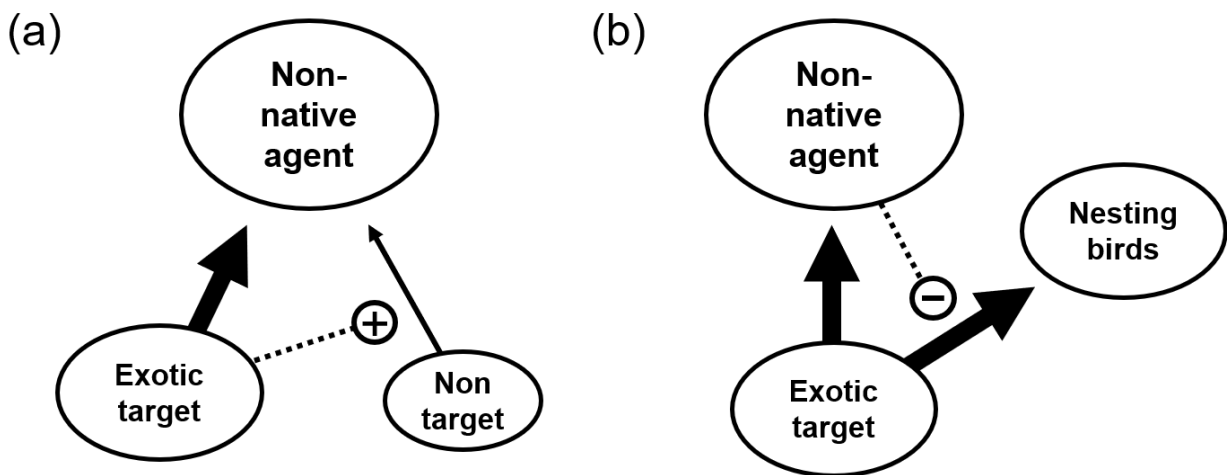 (a)
Non-
native
agent
Exotic
target
+
Non
target
(b)
Non-
native
agent
Nesting
birds
−
Exotic
target